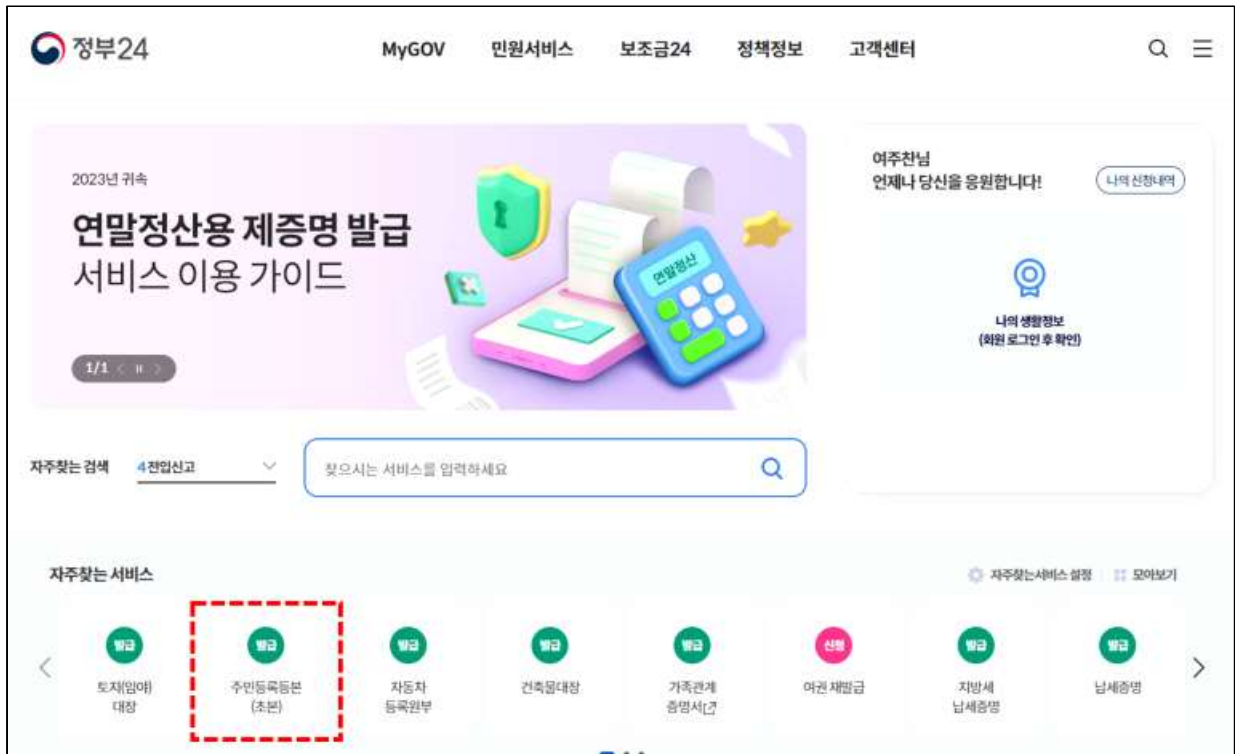 정부24
MyGOV 민원서비스 보조금24 정책정보 고객센터
2023년 귀속
연말정산용 제증명 발급
서비스 이용 가이드
1/1
연말정산
여주찬님
언제나 당신을 응원합니다!
나의 신청내역
나의 생활정보
(회원 로그인 후 확인)
자주찾는 검색 4 전입신고
찾으시는 서비스를 입력하세요
자주찾는 서비스
자주찾는서비스 설정 모아보기
발급 발급 발급 발급 발급 신청 발급 발급
토지(임야) 주민등록등본 자동차 건축물대장 가족관계 여권 재발급 지방세 납세증명
대장 (초본) 등록원부 증명서 납세증명